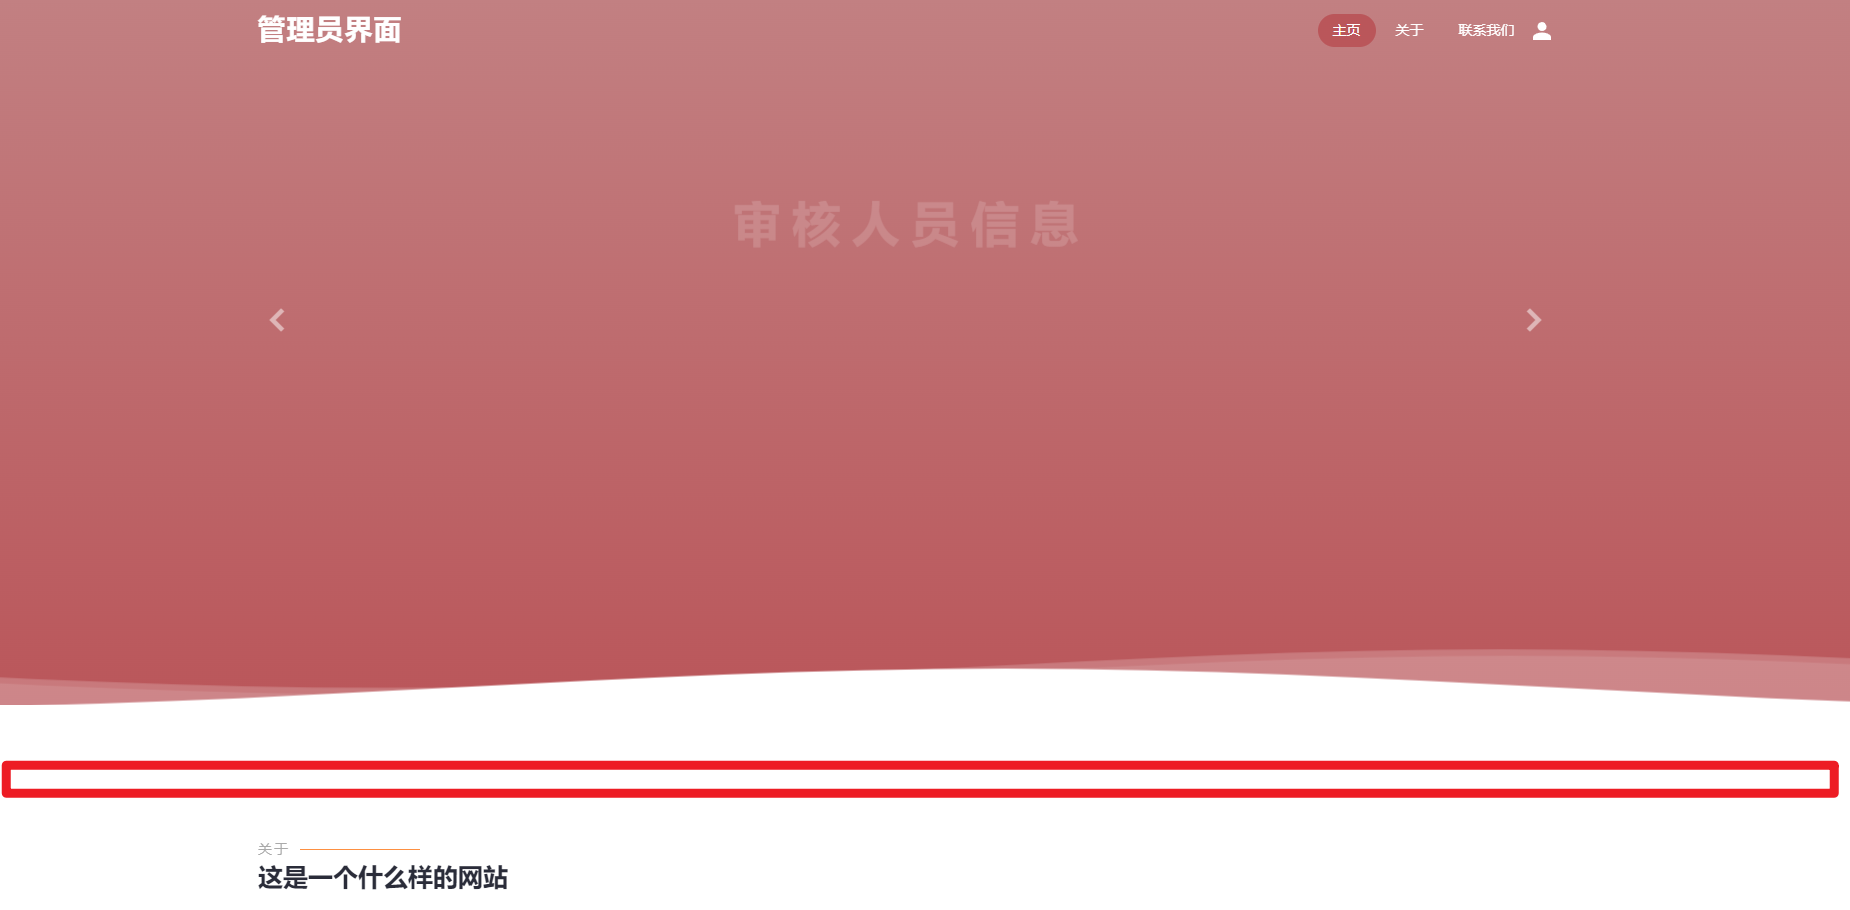 管理员界面
主页 关于 联系我们
审核人员信息
关于
这是一个什么样的网站